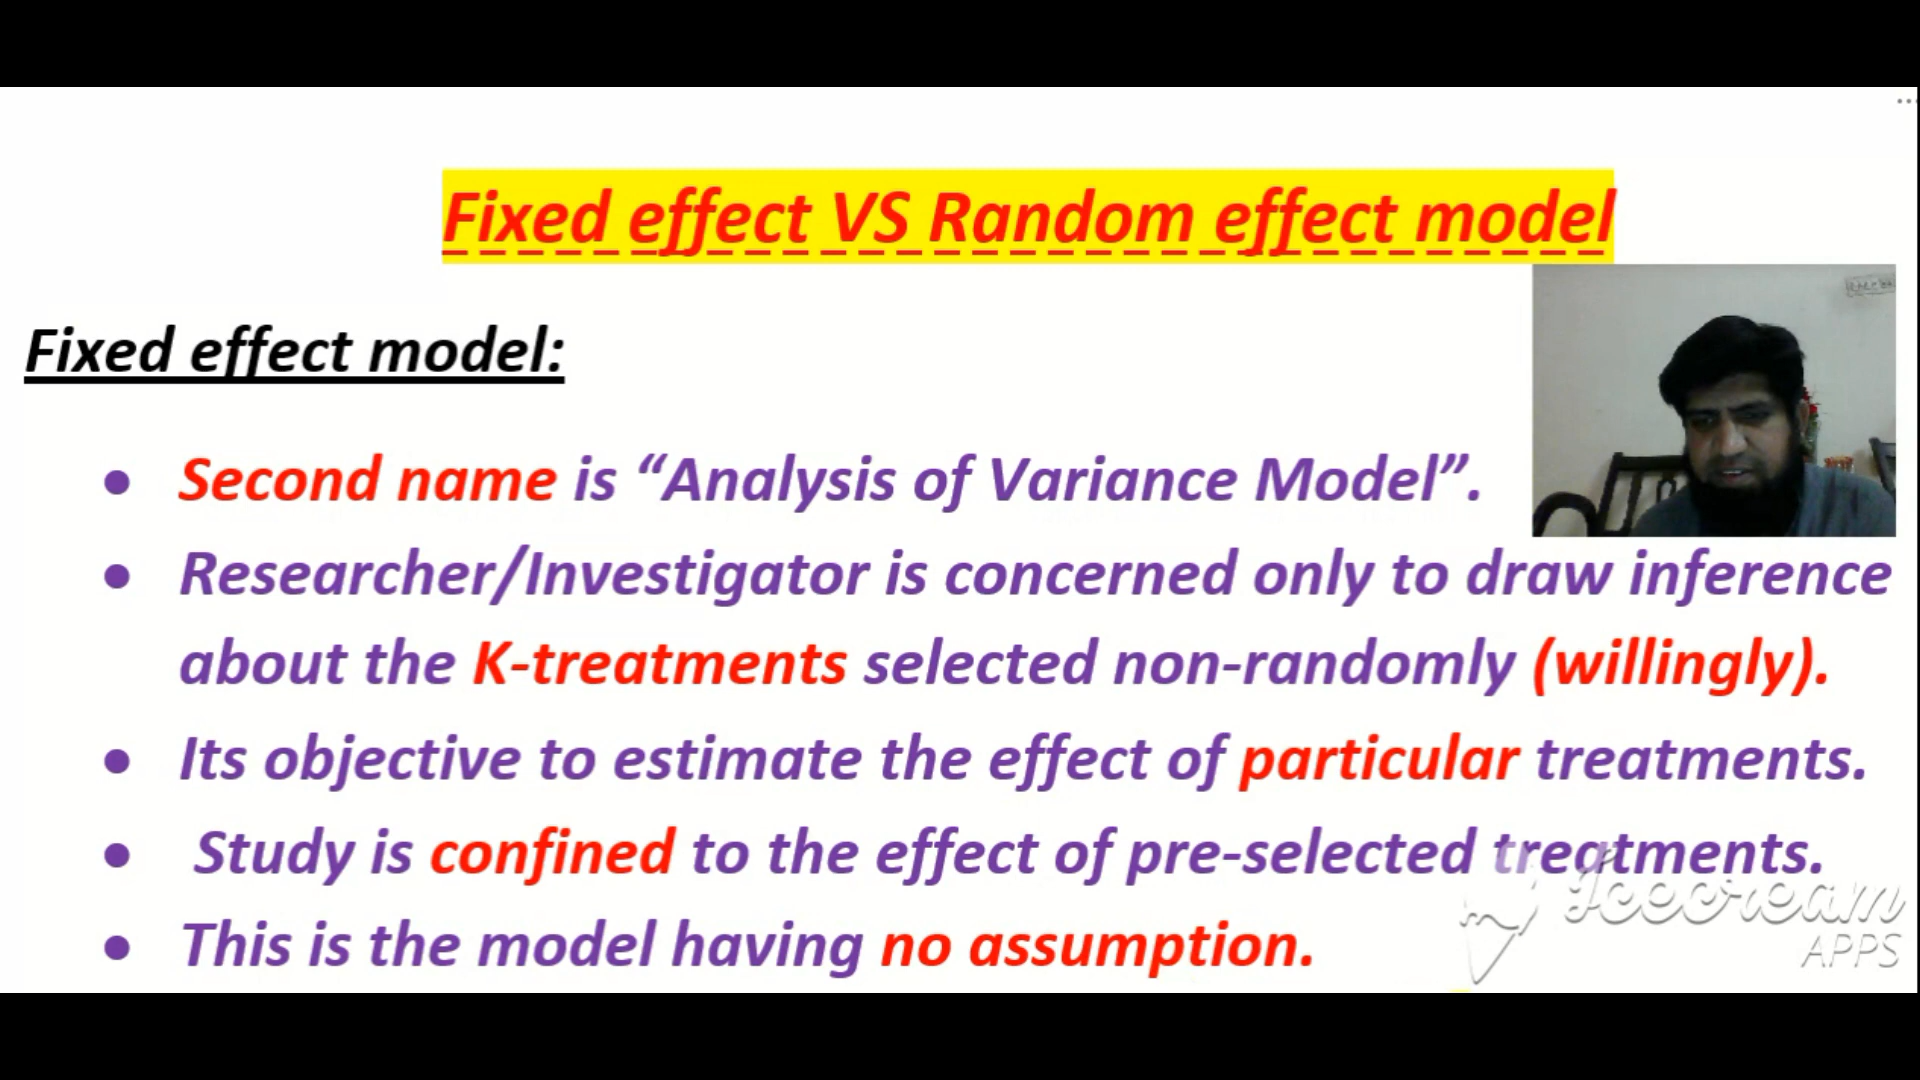 Fixed effect VS Random effect model
Fixed effect model:
• Second name is “Analysis of Variance Model”.
• Researcher/Investigator is concerned only to draw inference
about the K-treatments selected non-randomly (willingly).
• Its objective to estimate the effect of particular treatments.
• Study is confined to the effect of pre-selected treatments.
• This is the model having no assumption.
Icecream
APPS